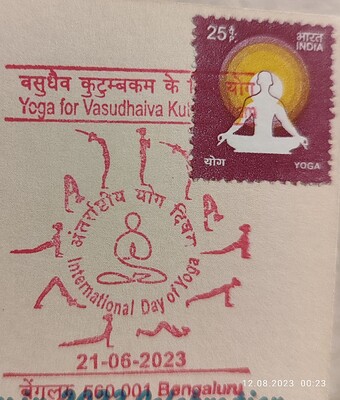 25 p.
भारत
INDIA
योग
YOGA
वसुधैव कुटुम्बकम के योग
Yoga for Vasudhaiva
अंतर्राष्ट्रीय योग दिवस
International Day of Yoga
21-06-2023
बेंगलूरु 560 001 Bengaluru
12.08.2023 00:23